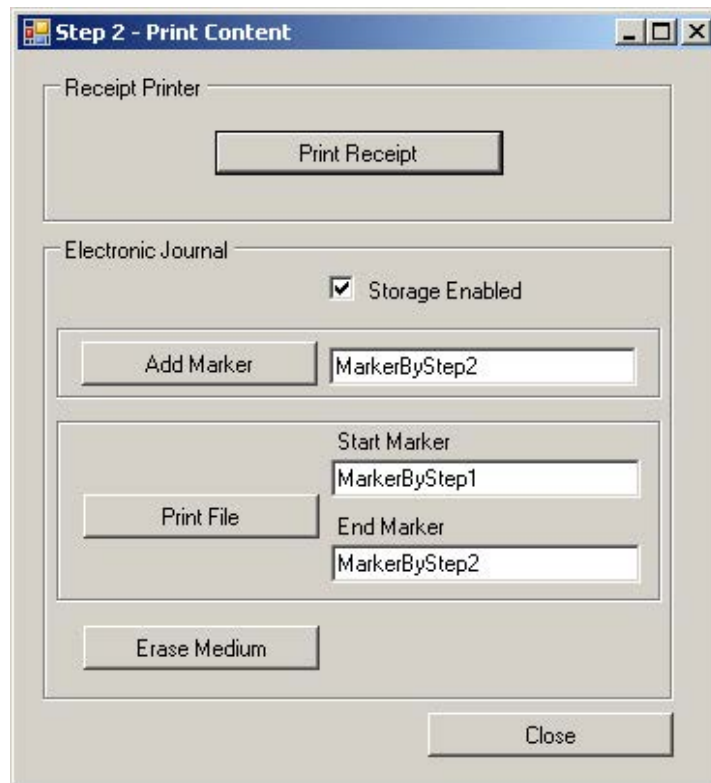 Step 2 - Print Content
Receipt Printer
Print Receipt
Electronic Journal
Storage Enabled
Add Marker
MarkerByStep2
Start Marker
MarkerByStep1
Print File
End Marker
MarkerByStep2
Erase Medium
Close